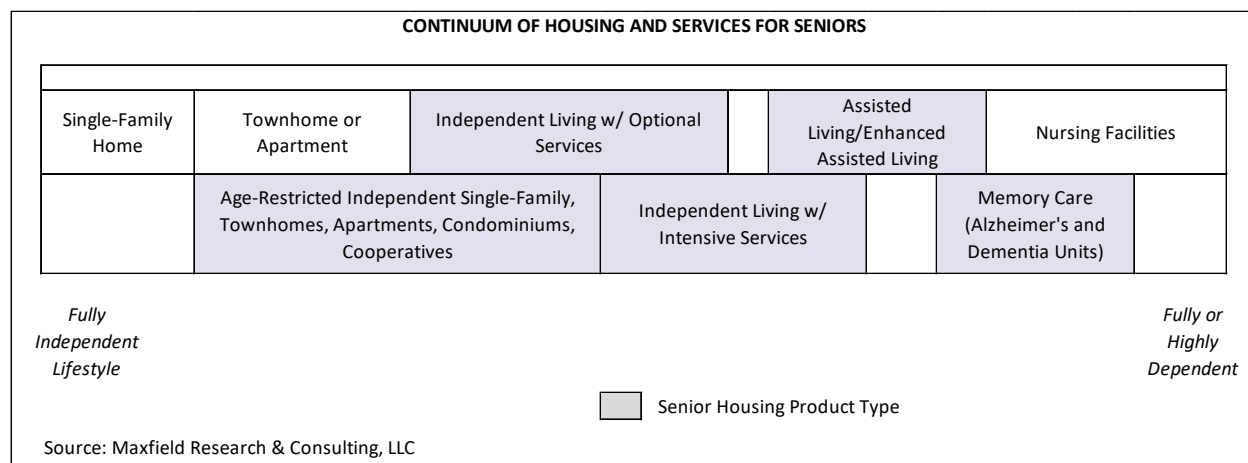 CONTINUUM OF HOUSING AND SERVICES FOR SENIORS
Single-Family
Home
Townhome or
Apartment
Independent Living w/ Optional
Services
Assisted
Living/Enhanced
Assisted Living
Nursing Facilities
Age-Restricted Independent Single-Family,
Townhomes, Apartments, Condominiums,
Cooperatives
Independent Living w/
Intensive Services
Memory Care
(Alzheimer's and
Dementia Units)
Fully
Independent
Lifestyle
Fully or
Highly
Dependent
Senior Housing Product Type
Source: Maxfield Research & Consulting, LLC